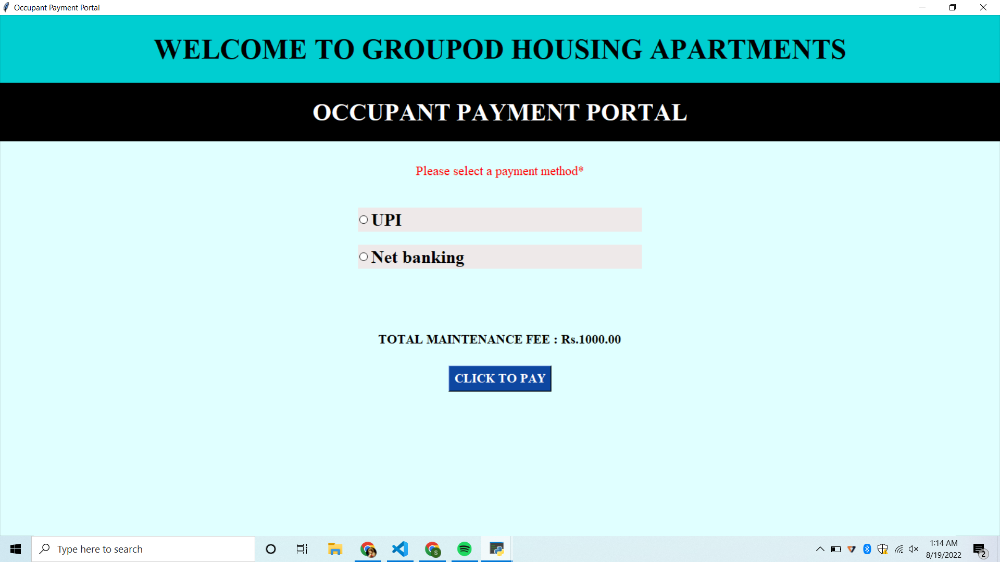 Occupant Payment Portal
WELCOME TO GROUPOD HOUSING APARTMENTS
OCCUPANT PAYMENT PORTAL
Please select a payment method*
UPI
Net banking
TOTAL MAINTENANCE FEE : Rs.1000.00
CLICK TO PAY
Type here to search
S
1:14 AM
8/19/2022
2